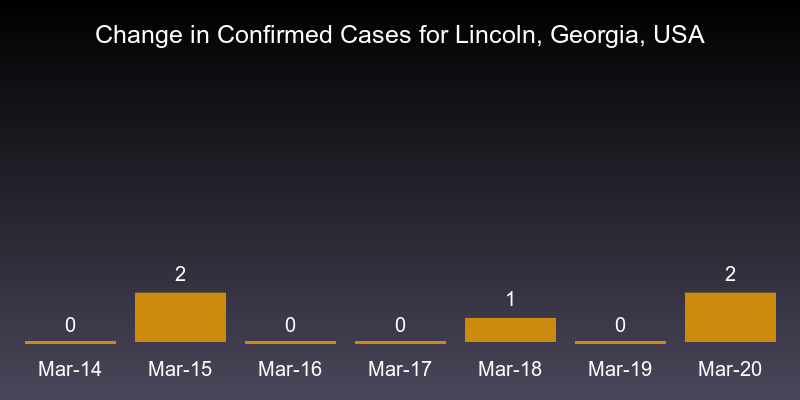 Change in Confirmed Cases for Lincoln, Georgia, USA
0 2 0 0 1 0 2
Mar-14 Mar-15 Mar-16 Mar-17 Mar-18 Mar-19 Mar-20